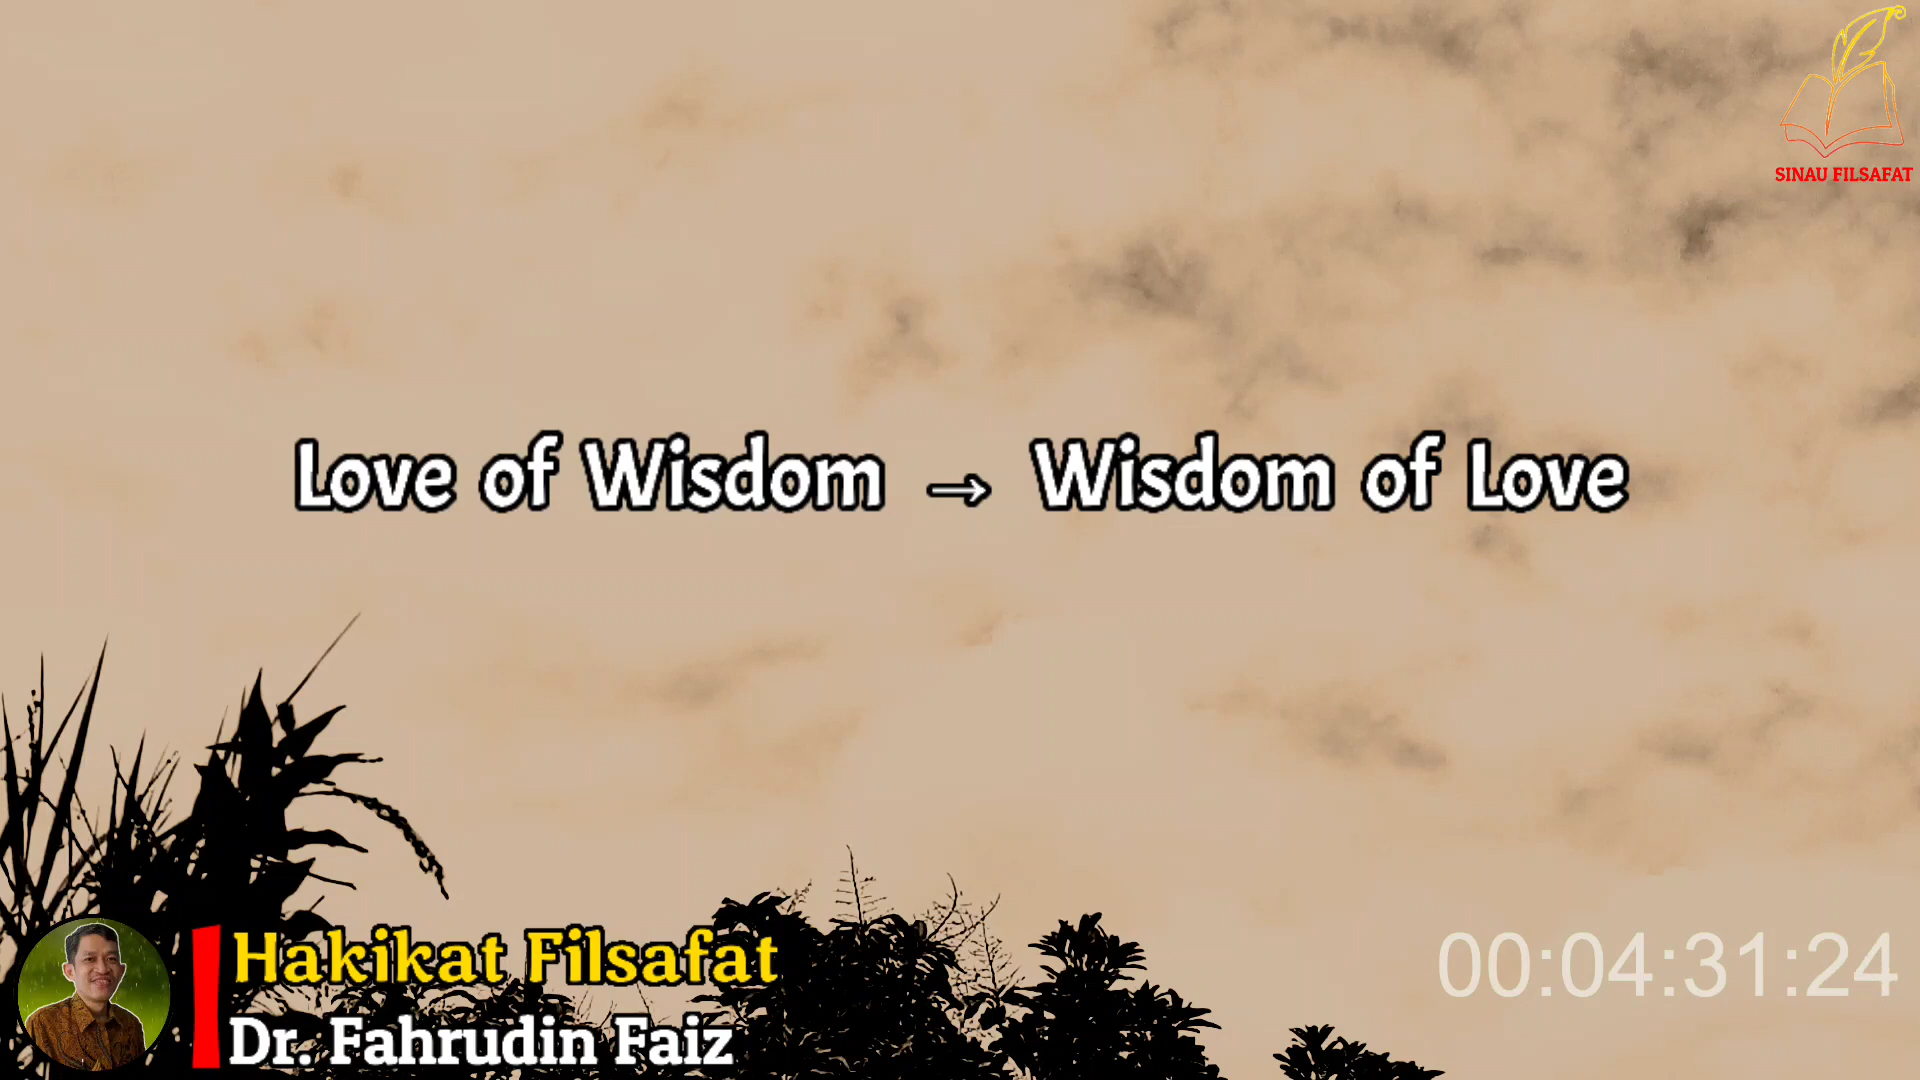 SINAU FILSAFAT
Love of Wisdom → Wisdom of Love
Hakikat Filsafat
Dr. Fahrudin Faiz
00:04:31:24